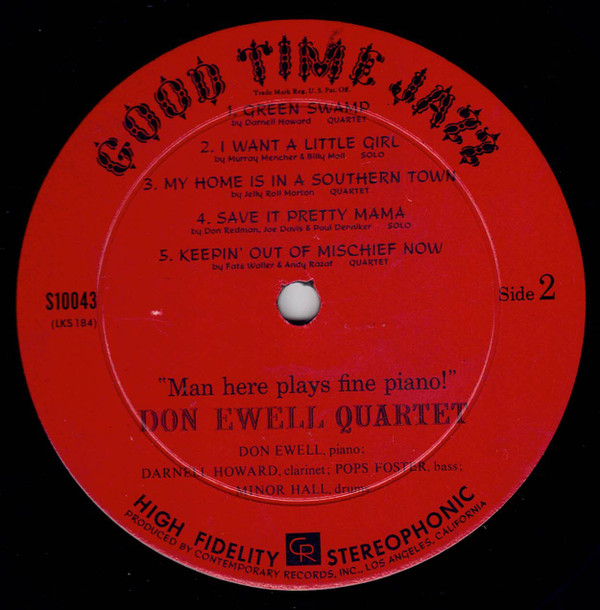 GOOD TIME JAZZ
Trade Mark Reg. U.S. Pat. Off.
1. GREEN SWAMP
by Darnell Howard QUARTET
2. I WANT A LITTLE GIRL
by Murray Mencher & Billy Moll SOLO
3. MY HOME IS IN A SOUTHERN TOWN
by Jelly Roll Morton QUARTET
4. SAVE IT PRETTY MAMA
by Don Redman, Joe Davis & Paul Denniker SOLO
5. KEEPIN' OUT OF MISCHIEF NOW
by Fats Waller & Andy Razaf QUARTET
S10043
(LKS 184)
Side 2
"Man here plays fine piano!"
DON EWELL QUARTET
DON EWELL, piano;
DARNELL HOWARD, clarinet; POPS FOSTER, bass;
MINOR HALL, drums
HIGH FIDELITY CR STEREOPHONIC
PRODUCED BY CONTEMPORARY RECORDS, INC., LOS ANGELES, CALIFORNIA